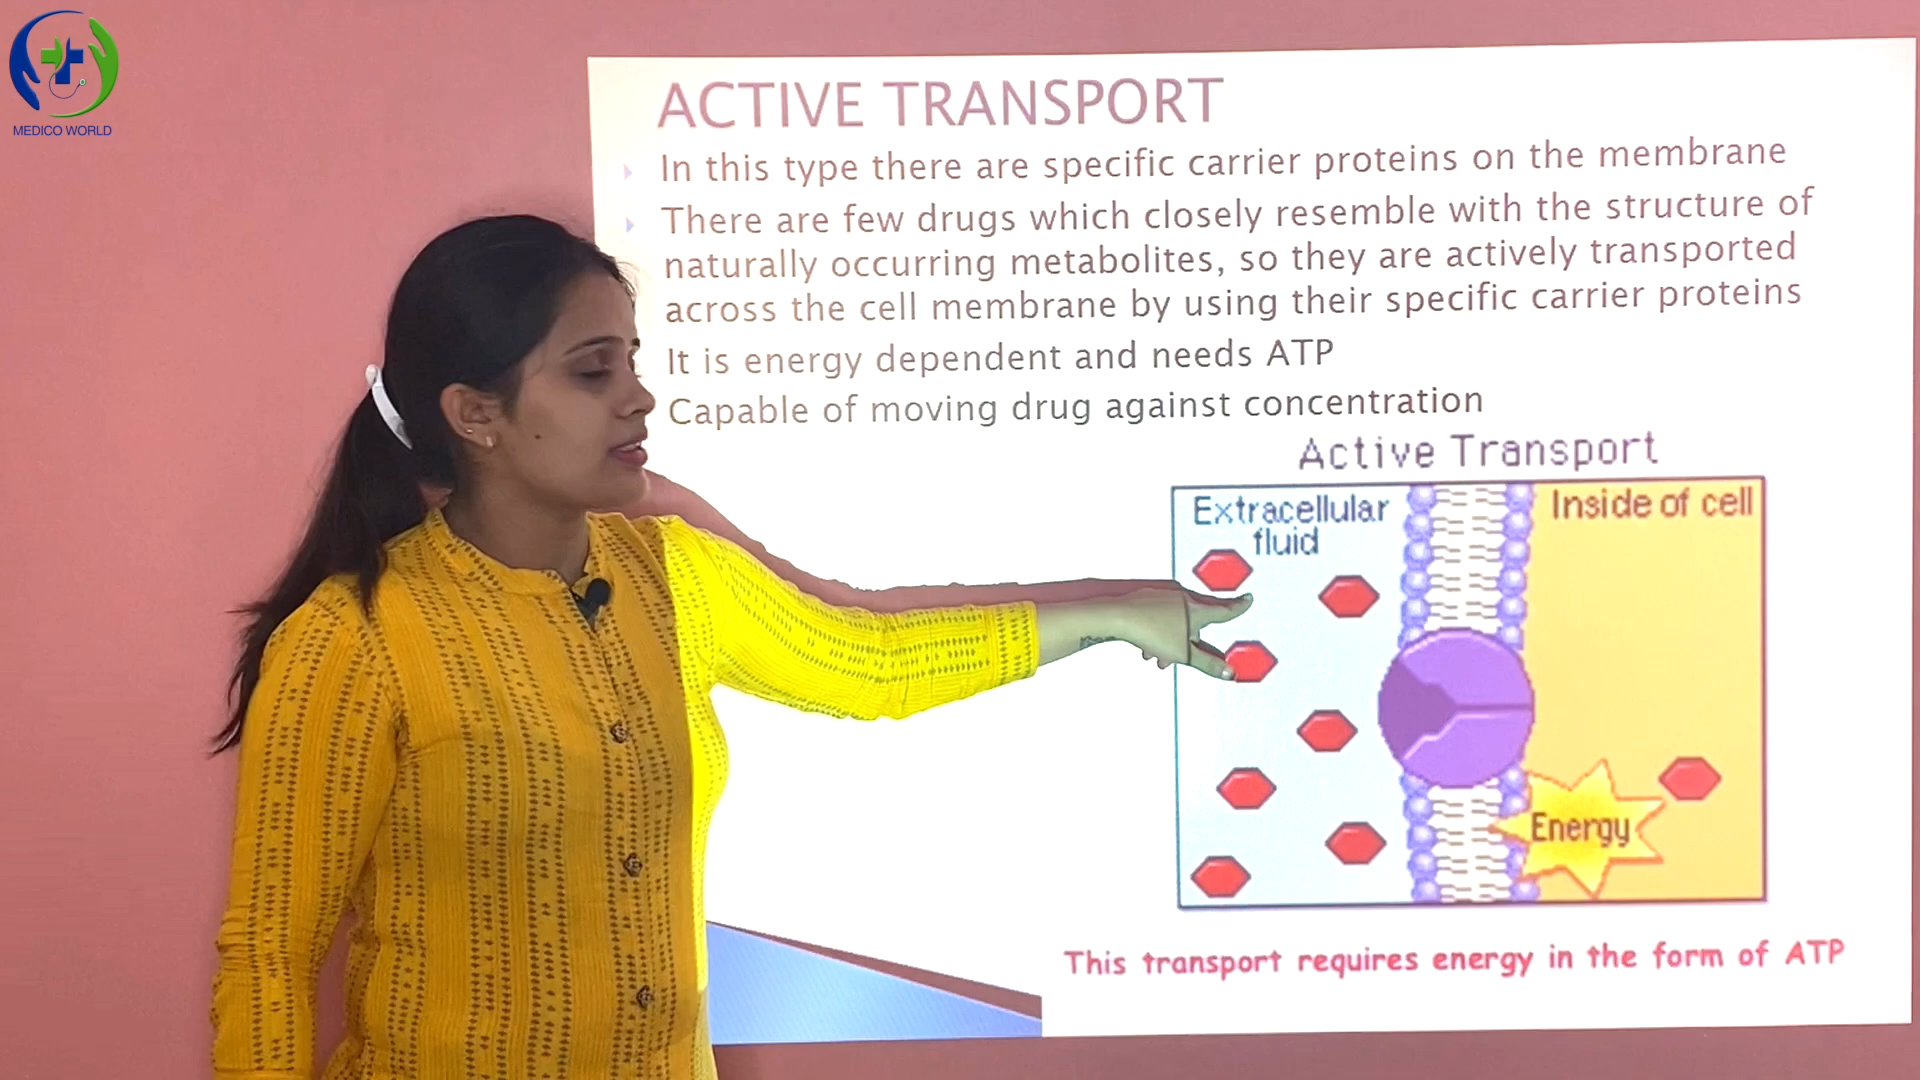 MEDICO WORLD
ACTIVE TRANSPORT
In this type there are specific carrier proteins on the membrane
There are few drugs which closely resemble with the structure of
naturally occurring metabolites, so they are actively transported
across the cell membrane by using their specific carrier proteins
It is energy dependent and needs ATP
Capable of moving drug against concentration
Active Transport
Extracellular
fluid
Inside of cell
Energy
This transport requires energy in the form of ATP